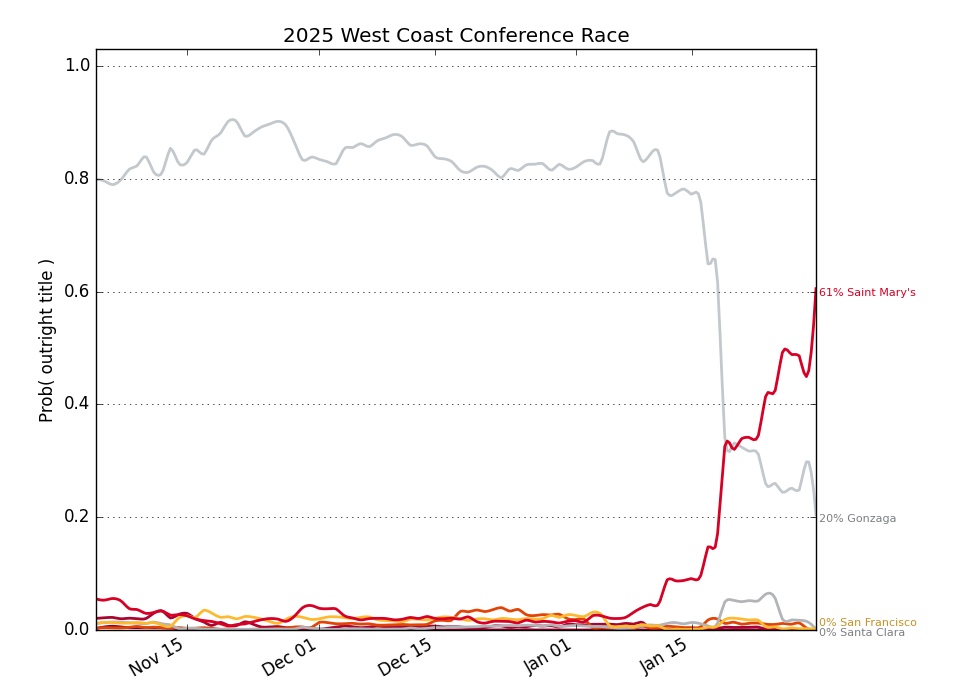 2025 West Coast Conference Race
Prob( outright title )
1.0
0.8
0.6
0.4
0.2
0.0
61% Saint Mary's
20% Gonzaga
0% San Francisco
0% Santa Clara
Nov 15
Dec 01
Dec 15
Jan 01
Jan 15